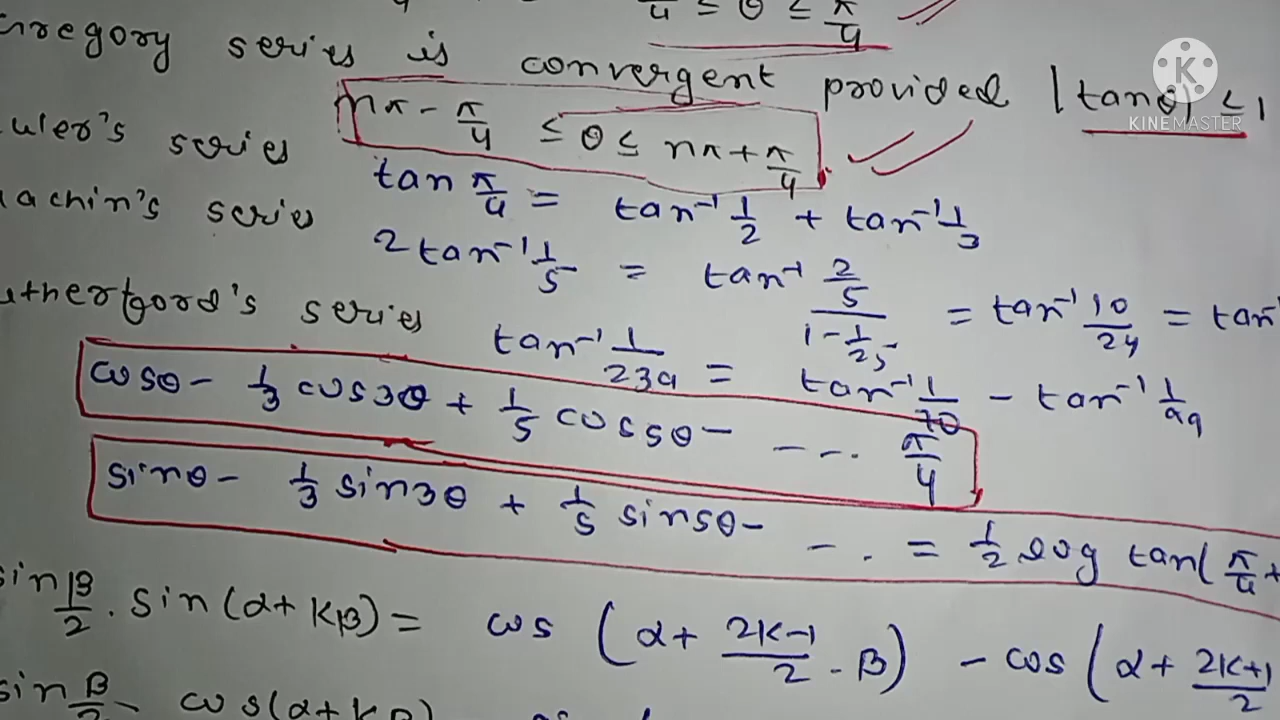 π/4 ≤ θ ≤ π/4
regory series is convergent provided |tanθ| ≤ 1
nπ - π/4 ≤ θ ≤ nπ + π/4
uler's series tan π/4 = tan⁻¹ 1/2 + tan⁻¹ 1/3
achin's series 2tan⁻¹ 1/5 = tan⁻¹ (2/5)/(1 - 1/25) = tan⁻¹ 10/24 = tan⁻
utherford's series tan⁻¹ 1/239 = tan⁻¹ 1/70 - tan⁻¹ 1/99
cosθ - 1/3 cos3θ + 1/5 cos5θ - - - . . π/4
sinθ - 1/3 sin3θ + 1/5 sin5θ - - . . = 1/2 log tan(π/4 +
sin β/2 . sin(α + kβ) = cos (α + 2k-1/2 . β) - cos (α + 2k+1/2
sin β/2 - cos(α + kβ)
K
KINEMASTER